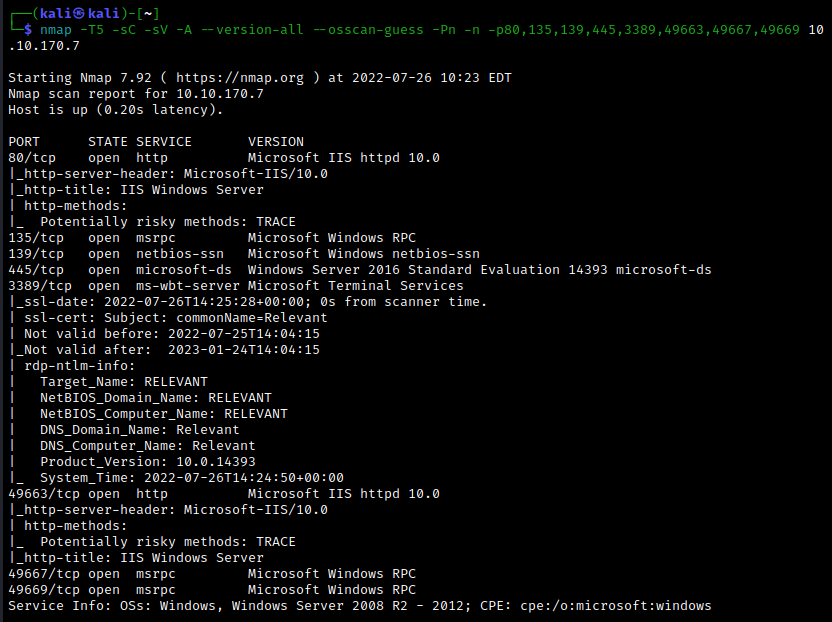 ┌──(kali㉿kali)-[~]
└─$ nmap -T5 -sC -sV -A --version-all --osscan-guess -Pn -n -p80,135,139,445,3389,49663,49667,49669 10
.10.170.7
Starting Nmap 7.92 ( https://nmap.org ) at 2022-07-26 10:23 EDT
Nmap scan report for 10.10.170.7
Host is up (0.20s latency).
PORT      STATE SERVICE       VERSION
80/tcp    open  http          Microsoft IIS httpd 10.0
|_http-server-header: Microsoft-IIS/10.0
|_http-title: IIS Windows Server
| http-methods:
|_  Potentially risky methods: TRACE
135/tcp   open  msrpc         Microsoft Windows RPC
139/tcp   open  netbios-ssn   Microsoft Windows netbios-ssn
445/tcp   open  microsoft-ds  Windows Server 2016 Standard Evaluation 14393 microsoft-ds
3389/tcp  open  ms-wbt-server Microsoft Terminal Services
|_ssl-date: 2022-07-26T14:25:28+00:00; 0s from scanner time.
| ssl-cert: Subject: commonName=Relevant
| Not valid before: 2022-07-25T14:04:15
|_Not valid after:  2023-01-24T14:04:15
| rdp-ntlm-info:
|   Target_Name: RELEVANT
|   NetBIOS_Domain_Name: RELEVANT
|   NetBIOS_Computer_Name: RELEVANT
|   DNS_Domain_Name: Relevant
|   DNS_Computer_Name: Relevant
|   Product_Version: 10.0.14393
|_  System_Time: 2022-07-26T14:24:50+00:00
49663/tcp open  http          Microsoft IIS httpd 10.0
|_http-server-header: Microsoft-IIS/10.0
| http-methods:
|_  Potentially risky methods: TRACE
|_http-title: IIS Windows Server
49667/tcp open  msrpc         Microsoft Windows RPC
49669/tcp open  msrpc         Microsoft Windows RPC
Service Info: OSs: Windows, Windows Server 2008 R2 - 2012; CPE: cpe:/o:microsoft:windows